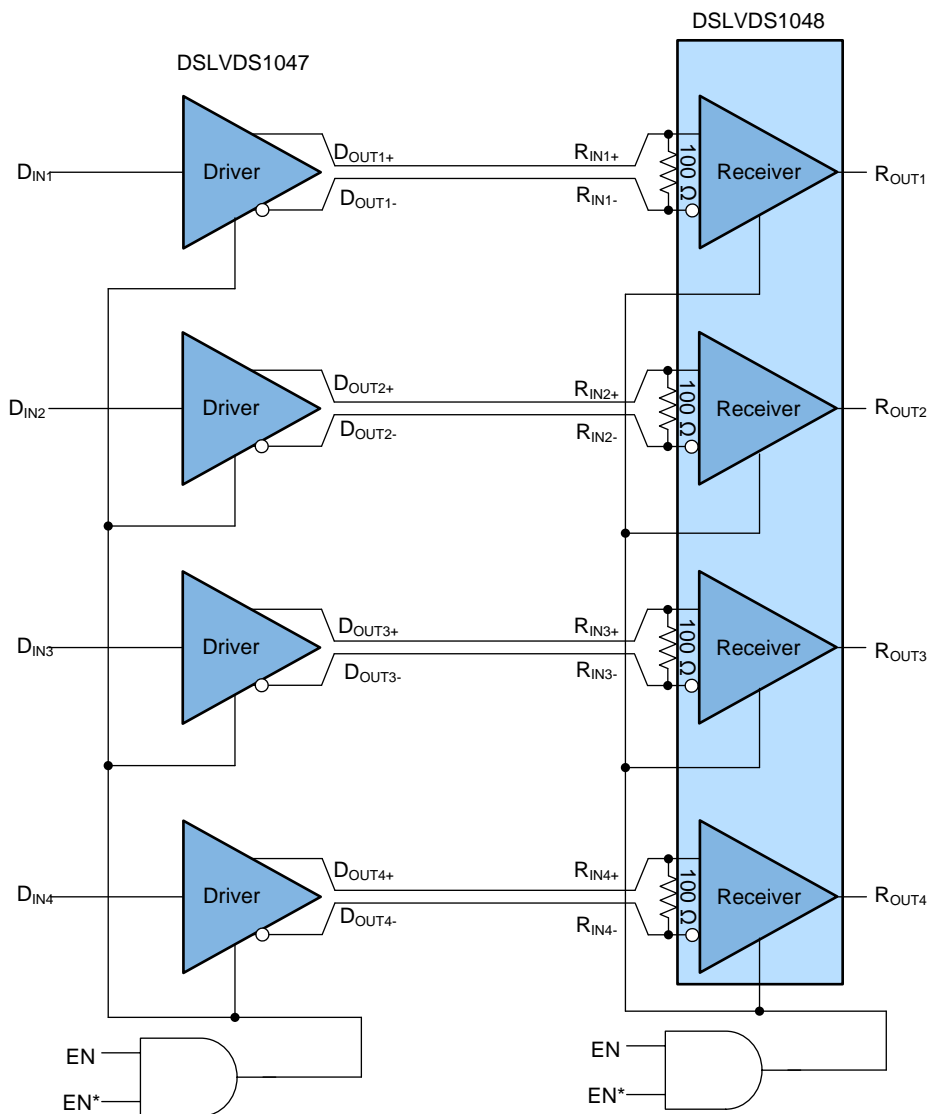 DSLVDS1048
DSLVDS1047
DIN1
Driver
DOUT1+
DOUT1-
RIN1+
RIN1-
100 Ω
Receiver
ROUT1
DIN2
Driver
DOUT2+
DOUT2-
RIN2+
RIN2-
100 Ω
Receiver
ROUT2
DIN3
Driver
DOUT3+
DOUT3-
RIN3+
RIN3-
100 Ω
Receiver
ROUT3
DIN4
Driver
DOUT4+
DOUT4-
RIN4+
RIN4-
100 Ω
Receiver
ROUT4
EN
EN*
EN
EN*